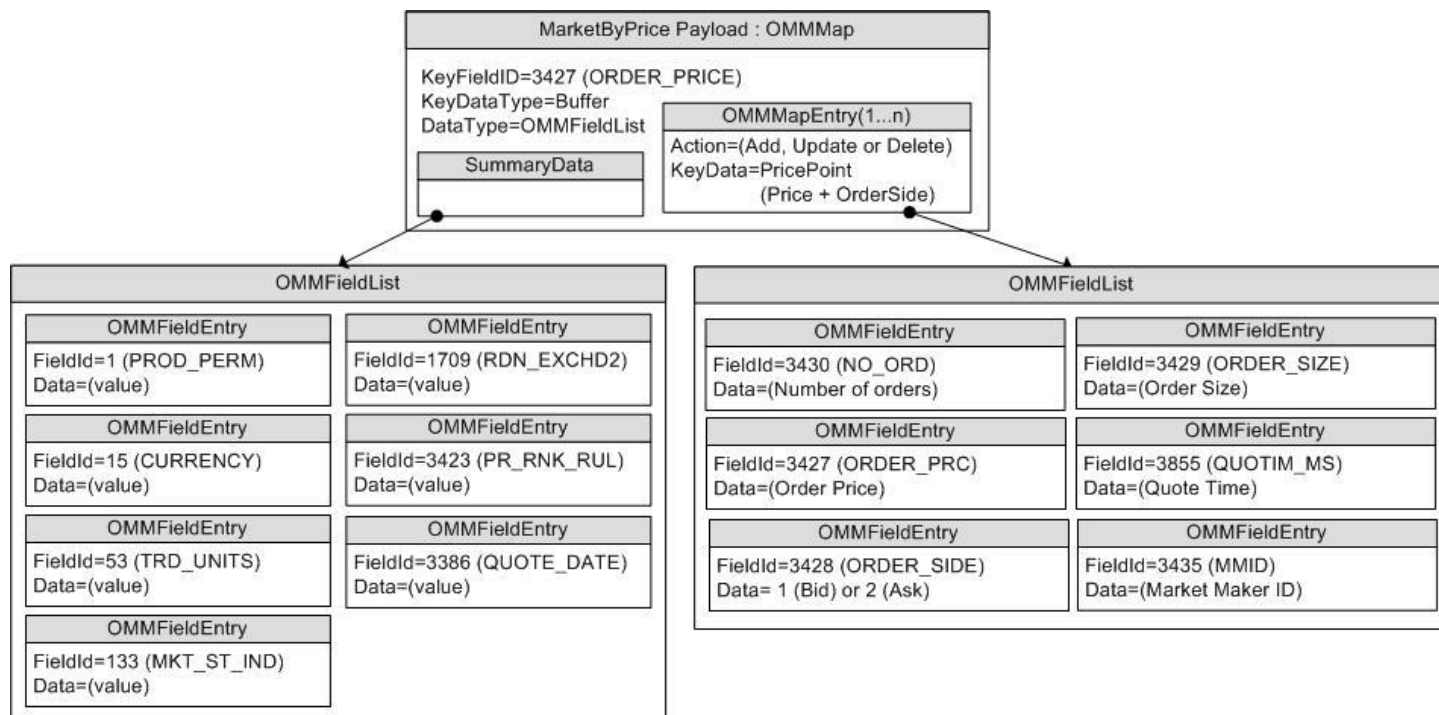 MarketByPrice Payload : OMMMap
KeyFieldID=3427 (ORDER_PRICE)
KeyDataType=Buffer
DataType=OMMFieldList
SummaryData
OMMMapEntry(1...n)
Action=(Add, Update or Delete)
KeyData=PricePoint
(Price + OrderSide)
OMMFieldList
OMMFieldEntry
FieldId=1 (PROD_PERM)
Data=(value)
OMMFieldEntry
FieldId=1709 (RDN_EXCHD2)
Data=(value)
OMMFieldEntry
FieldId=15 (CURRENCY)
Data=(value)
OMMFieldEntry
FieldId=3423 (PR_RNK_RUL)
Data=(value)
OMMFieldEntry
FieldId=53 (TRD_UNITS)
Data=(value)
OMMFieldEntry
FieldId=3386 (QUOTE_DATE)
Data=(value)
OMMFieldEntry
FieldId=133 (MKT_ST_IND)
Data=(value)
OMMFieldList
OMMFieldEntry
FieldId=3430 (NO_ORD)
Data=(Number of orders)
OMMFieldEntry
FieldId=3429 (ORDER_SIZE)
Data=(Order Size)
OMMFieldEntry
FieldId=3427 (ORDER_PRC)
Data=(Order Price)
OMMFieldEntry
FieldId=3855 (QUOTIM_MS)
Data=(Quote Time)
OMMFieldEntry
FieldId=3428 (ORDER_SIDE)
Data= 1 (Bid) or 2 (Ask)
OMMFieldEntry
FieldId=3435 (MMID)
Data=(Market Maker ID)